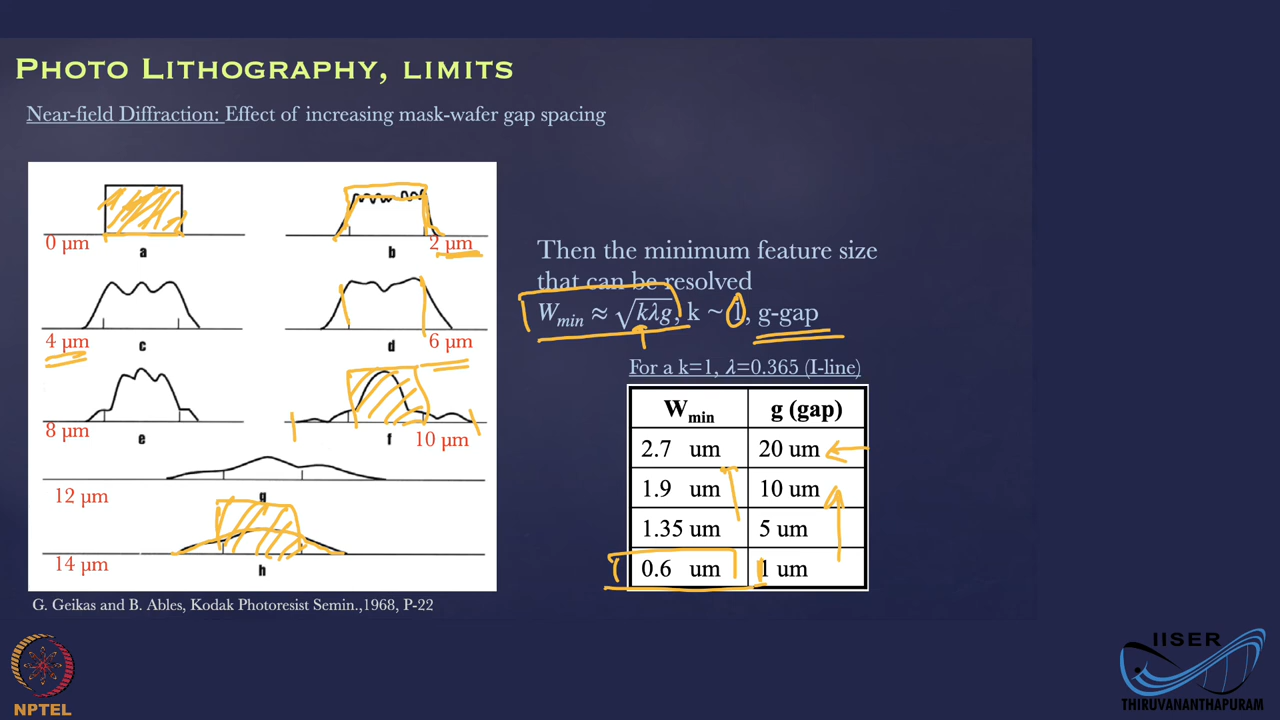 PHOTO LITHOGRAPHY, LIMITS
Near-field Diffraction: Effect of increasing mask-wafer gap spacing
0 μm
a
b
2 μm
4 μm
c
d
6 μm
8 μm
e
f
10 μm
12 μm
g
14 μm
h
G. Geikas and B. Ables, Kodak Photoresist Semin.,1968, P-22
Then the minimum feature size
that can be resolved
Wmin ≈ √kλg, k ~ 1, g-gap
For a k=1, λ=0.365 (I-line)
Wmin g (gap)
2.7 um 20 um
1.9 um 10 um
1.35 um 5 um
0.6 um 1 um
NPTEL
IISER
THIRUVANANTHAPURAM